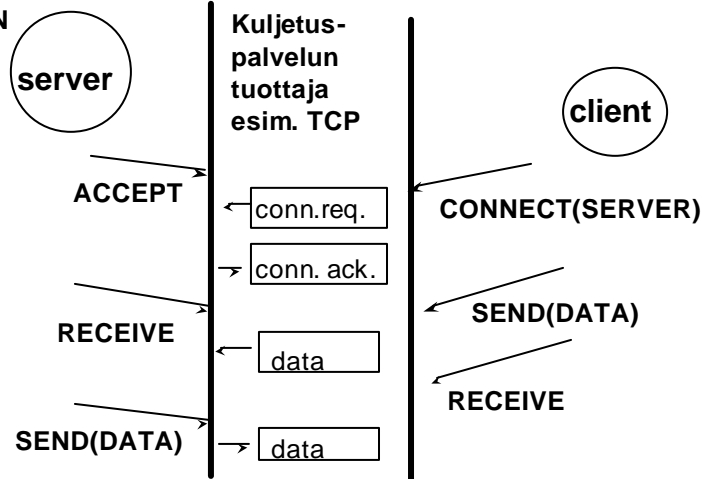 N
server
Kuljetus-
palvelun
tuottaja
esim. TCP
client
ACCEPT
conn.req.
CONNECT(SERVER)
conn. ack.
SEND(DATA)
RECEIVE
data
RECEIVE
SEND(DATA)
data